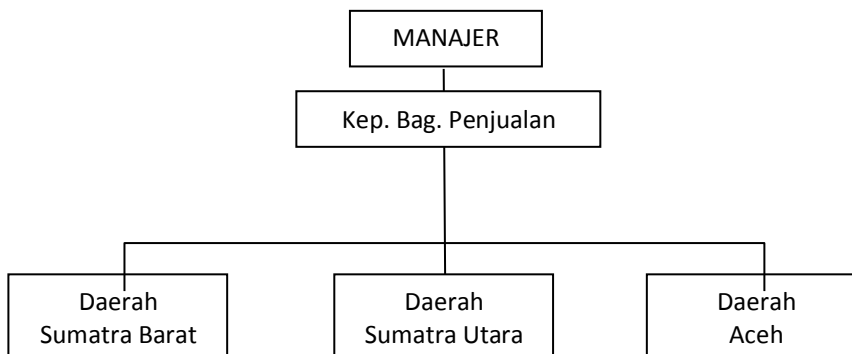 MANAJER
Kep. Bag. Penjualan
Daerah
Sumatra Barat
Daerah
Sumatra Utara
Daerah
Aceh